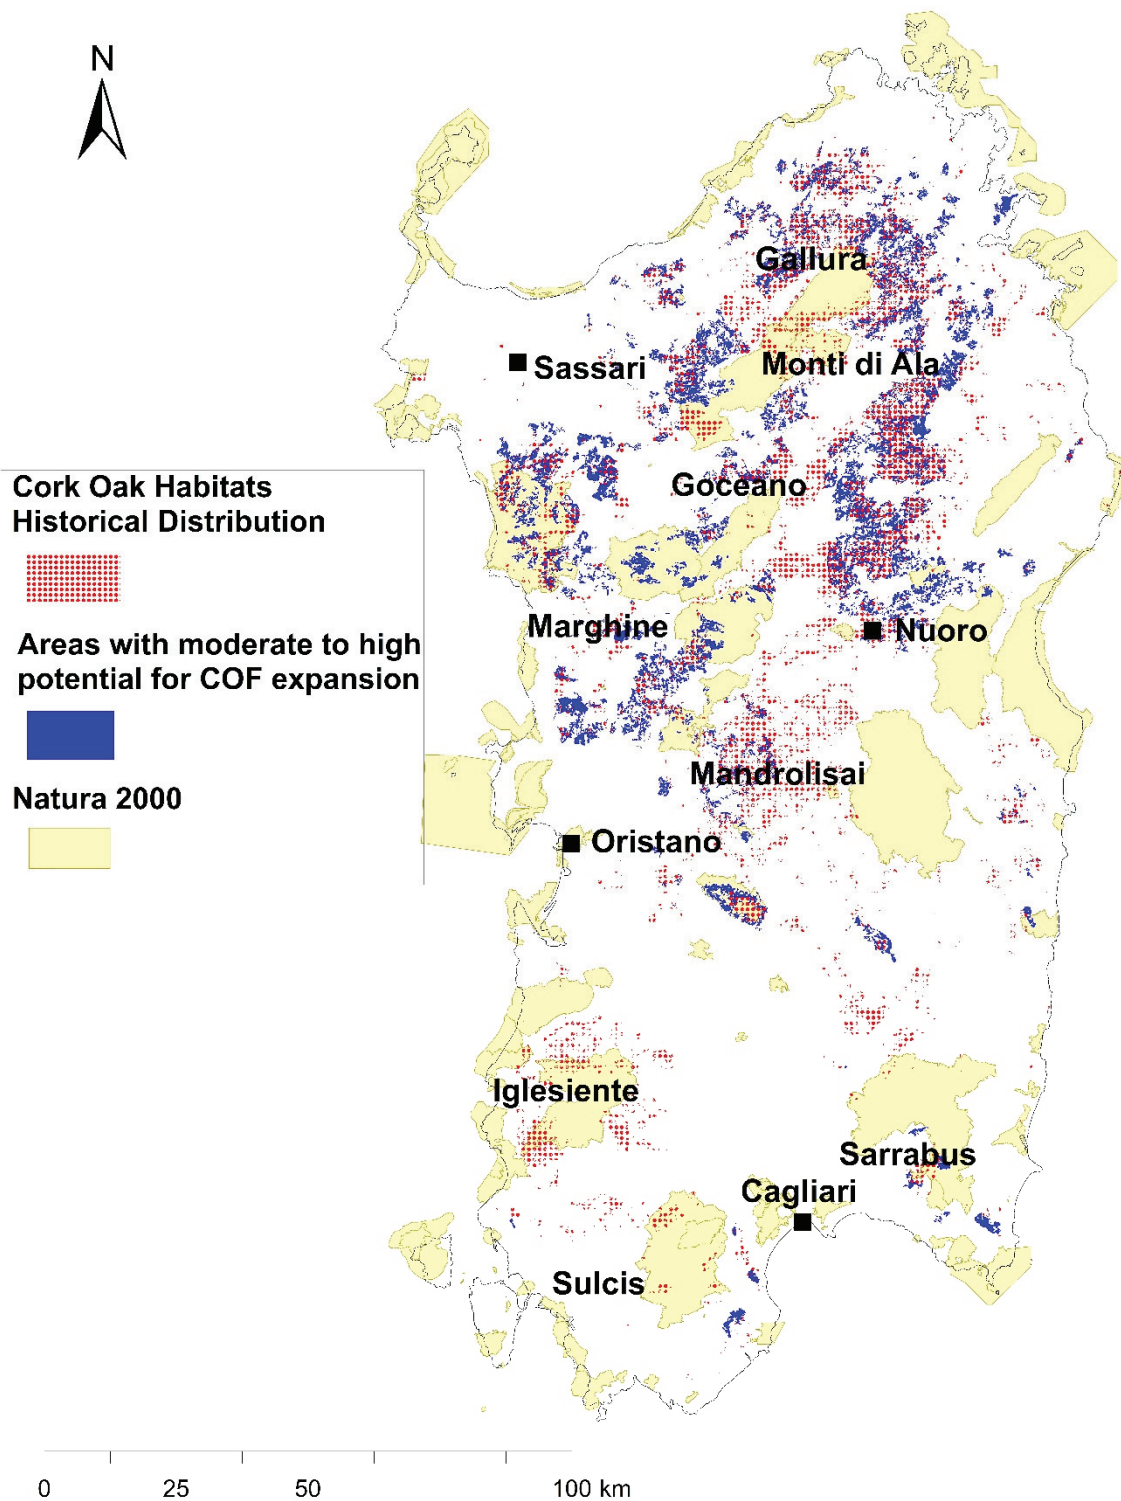 N
Gallura
Sassari
Monti di Ala
Cork Oak Habitats
Historical Distribution
Goceano
Areas with moderate to high
potential for COF expansion
Marghine
Nuoro
Natura 2000
Mandrolisai
Oristano
Iglesiente
Sarrabus
Cagliari
Sulcis
0 25 50 100 km